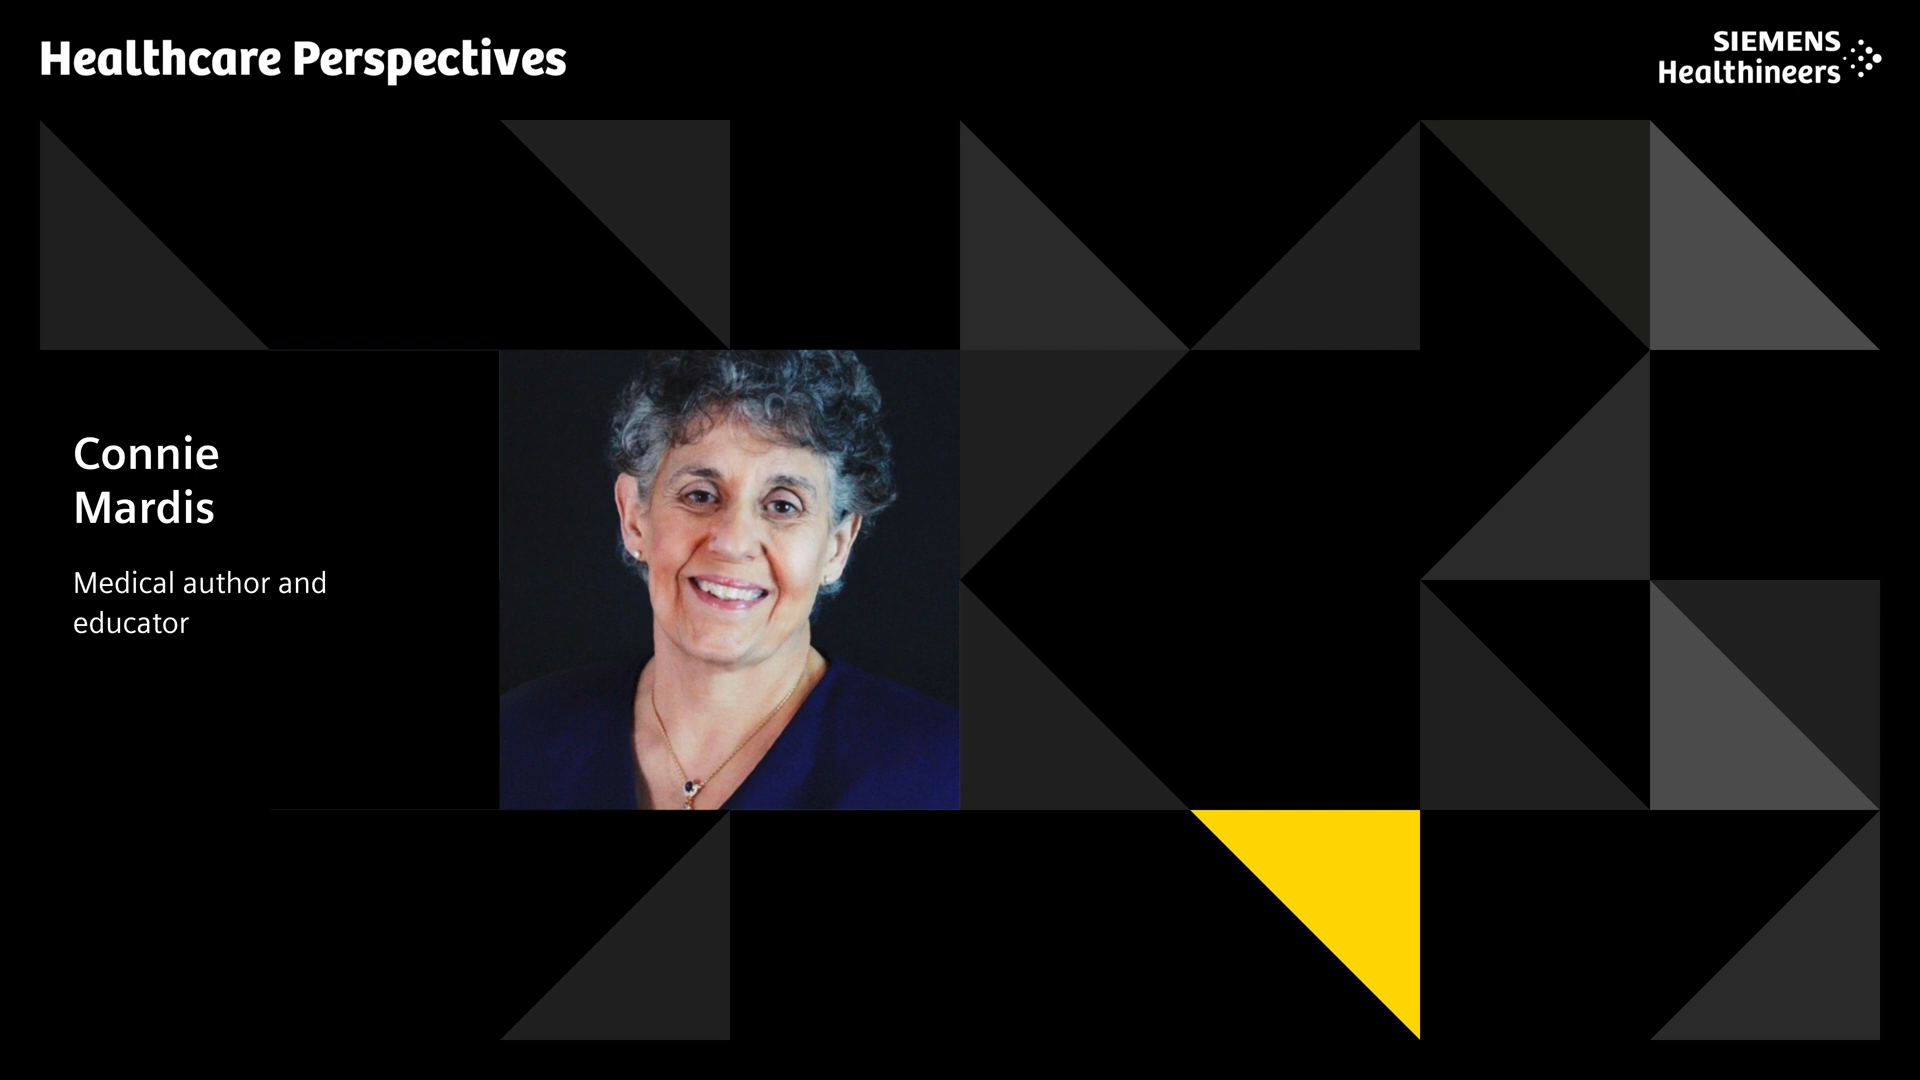 Healthcare Perspectives
SIEMENS
Healthineers
Connie
Mardis
Medical author and
educator